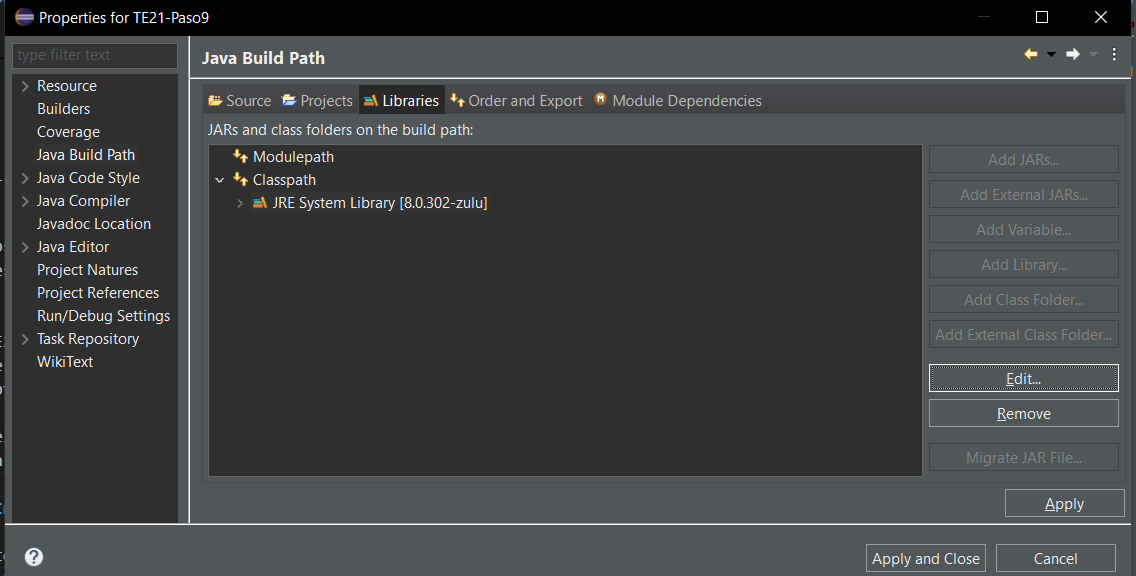 Properties for TE21-Paso9
type filter text
Resource
Builders
Coverage
Java Build Path
Java Code Style
Java Compiler
Javadoc Location
Java Editor
Project Natures
Project References
Run/Debug Settings
Task Repository
WikiText
Java Build Path
Source Projects Libraries Order and Export Module Dependencies
JARs and class folders on the build path:
Modulepath
Classpath
JRE System Library [8.0.302-zulu]
Add JARs...
Add External JARs...
Add Variable...
Add Library...
Add Class Folder...
Add External Class Folder...
Edit...
Remove
Migrate JAR File...
Apply
Apply and Close Cancel